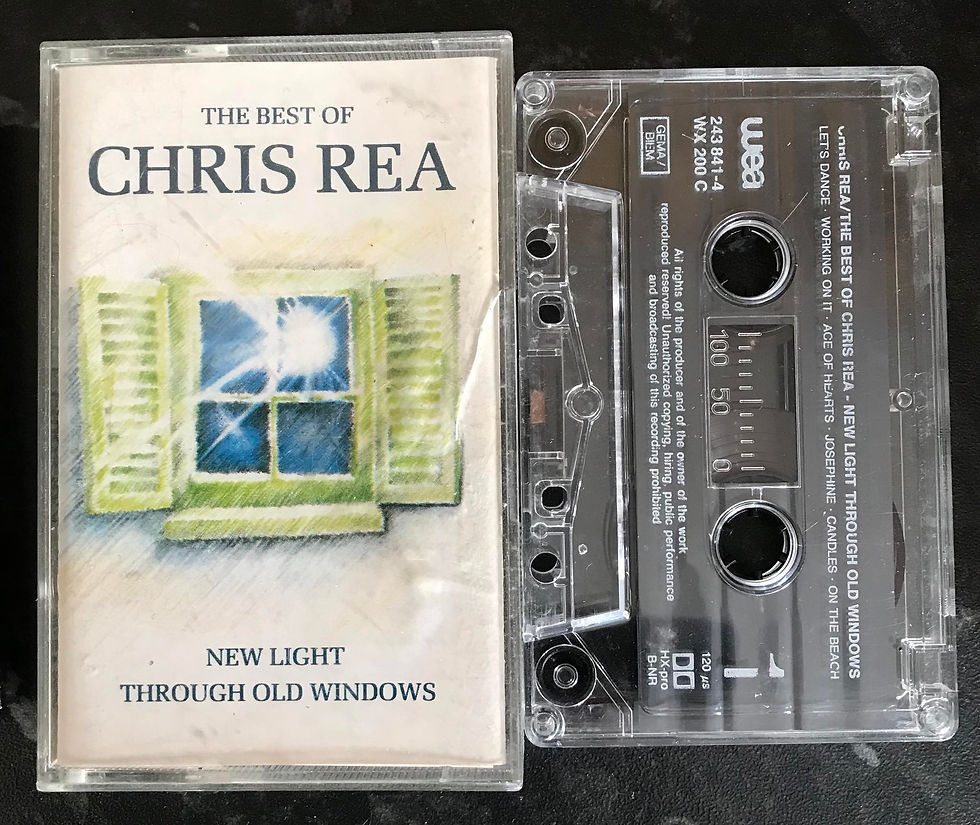 THE BEST OF
CHRIS REA
NEW LIGHT
THROUGH OLD WINDOWS
CHRIS REA/THE BEST OF CHRIS REA - NEW LIGHT THROUGH OLD WINDOWS
LET'S DANCE · WORKING ON IT · ACE OF HEARTS · JOSEPHINE · CANDLES · ON THE BEACH
wea
243 841-4
WX 200 C
GEMA/
BIEM
100 50 0
1
120 µs
HX-pro
B-NR
All rights of the producer and of the owner of the work
reproduced reserved! Unauthorized copying, hiring, public performance
and broadcasting of this recording prohibited